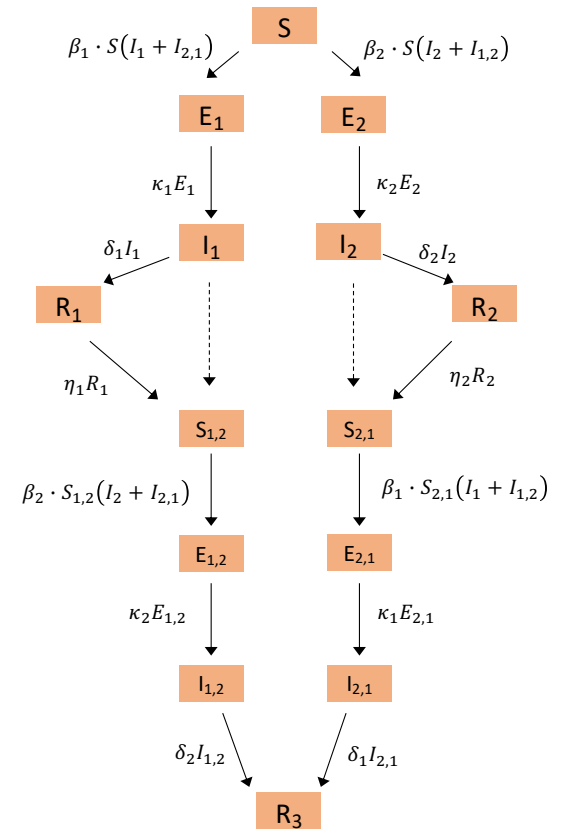 S
β₁ · S(I₁ + I₂,₁)
β₂ · S(I₂ + I₁,₂)
E₁
E₂
κ₁E₁
κ₂E₂
I₁
I₂
δ₁I₁
δ₂I₂
R₁
R₂
η₁R₁
η₂R₂
S₁,₂
S₂,₁
β₂ · S₁,₂(I₂ + I₂,₁)
β₁ · S₂,₁(I₁ + I₁,₂)
E₁,₂
E₂,₁
κ₂E₁,₂
κ₁E₂,₁
I₁,₂
I₂,₁
δ₂I₁,₂
δ₁I₂,₁
R₃